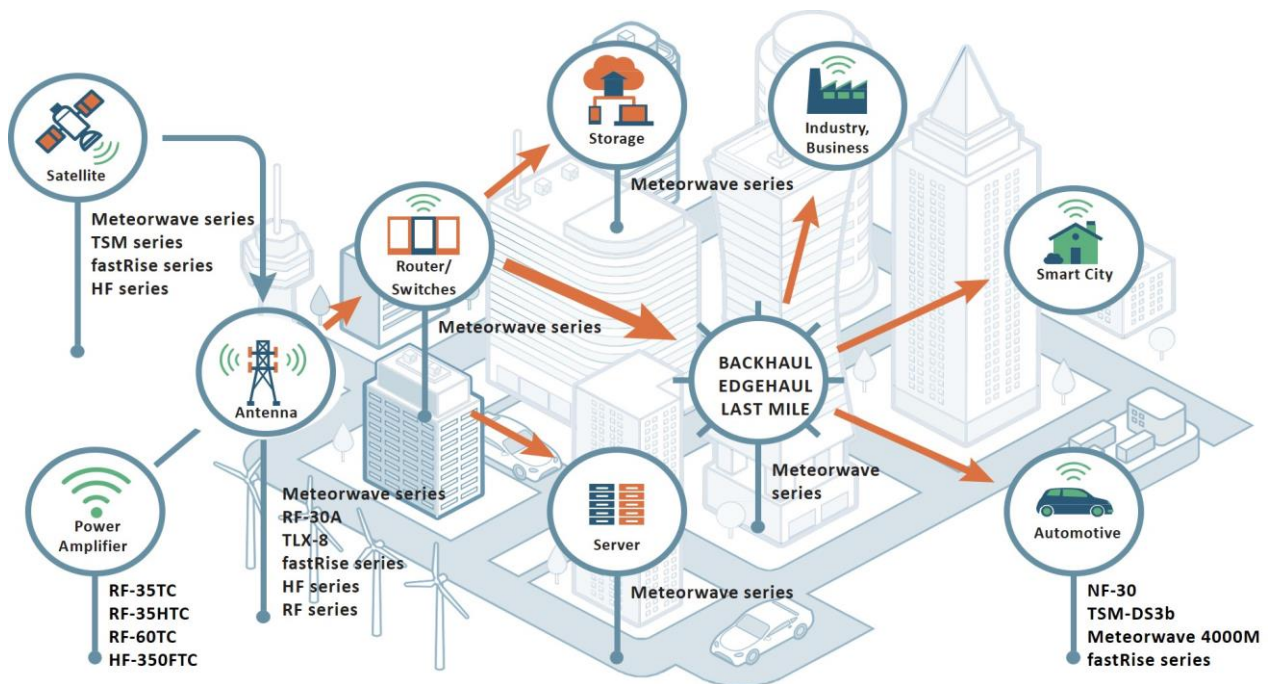 Satellite
Meteorwave series
TSM series
fastRise series
HF series
Storage
Meteorwave series
Industry,
Business
Router/
Switches
Meteorwave series
Smart City
Antenna
Meteorwave series
RF-30A
TLX-8
fastRise series
HF series
RF series
BACKHAUL
EDGEHAUL
LAST MILE
Meteorwave
series
Power
Amplifier
RF-35TC
RF-35HTC
RF-60TC
HF-350FTC
Server
Meteorwave series
Automotive
NF-30
TSM-DS3b
Meteorwave 4000M
fastRise series